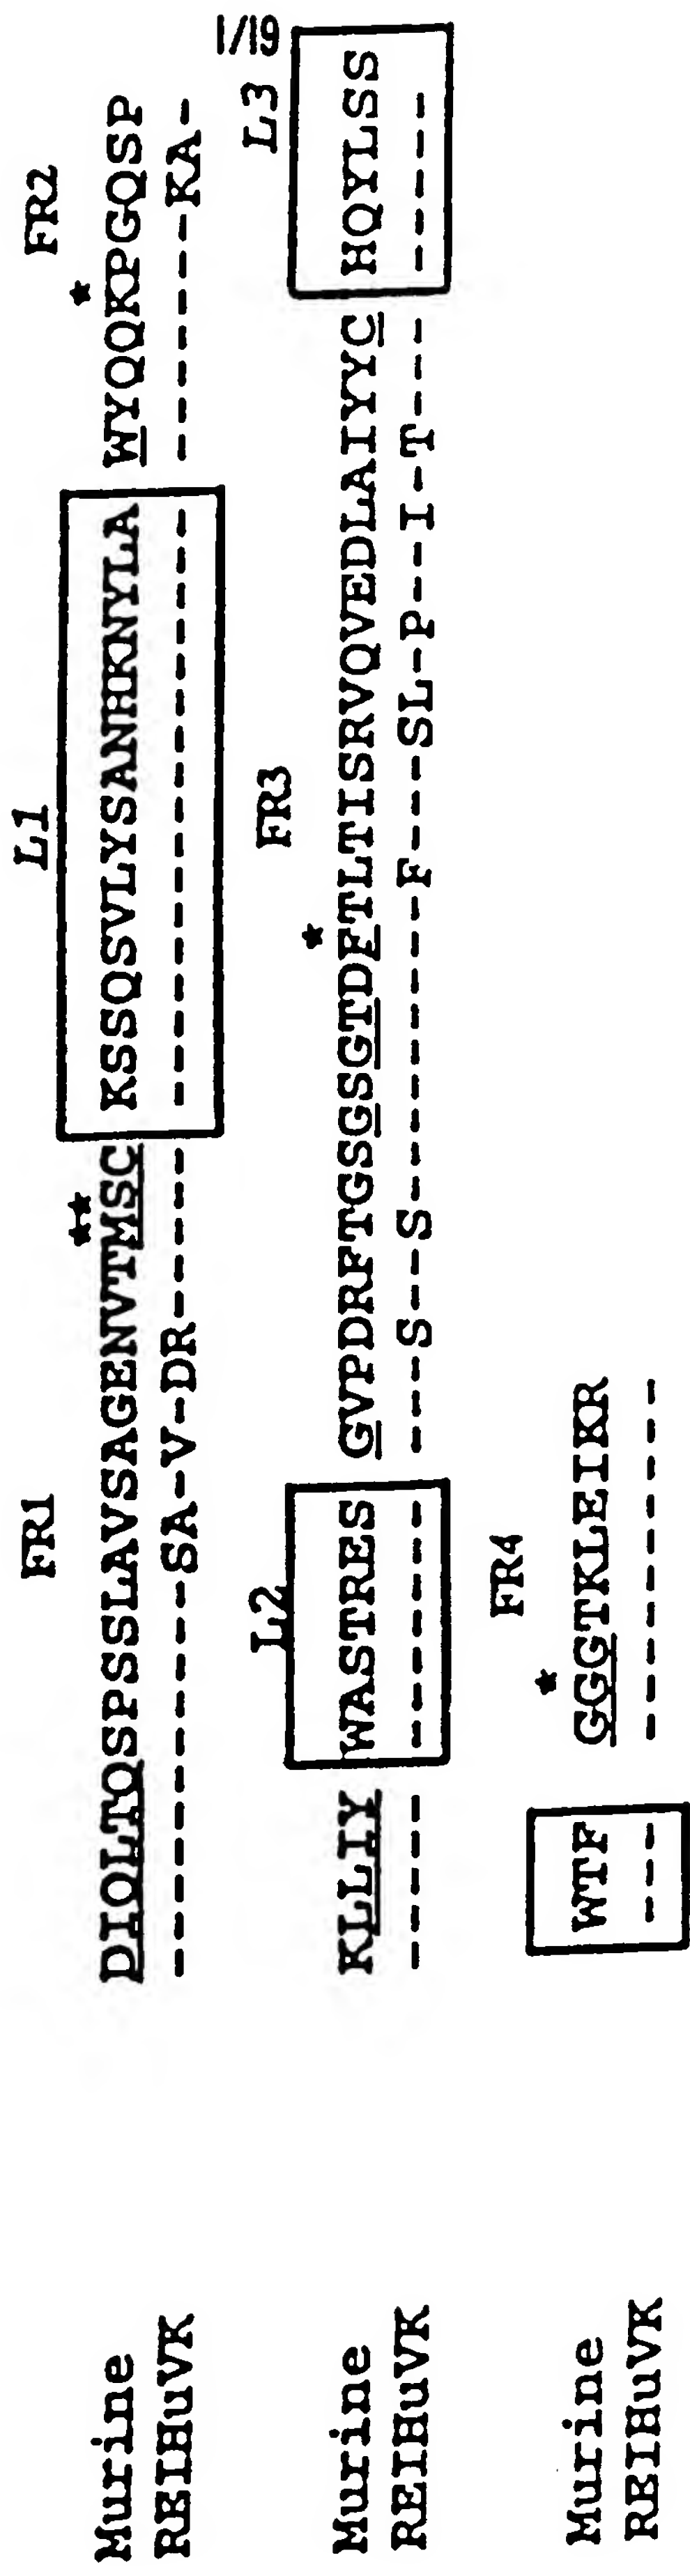 1/19
FR1 L1 FR2
** *
Murine DIQLTQSPSSLAVSAGENVTMSC KSSQSVLYSANHKNYLA WYQQKPGQSP
REIHuVK -----------SA-V-DR----- ----------------- -------KA-
L2 FR3 L3
*
Murine KLLIY WASTRES GVPDRFTGSGSGTDFTLTISRVQVEDLAIYYC HQYLSS
REIHuVK ----- ------- ---S--S---------F---SL-P--I-T--- ------
FR4
*
Murine WTF GGGTKLEIKR
REIHuVK --- ----------